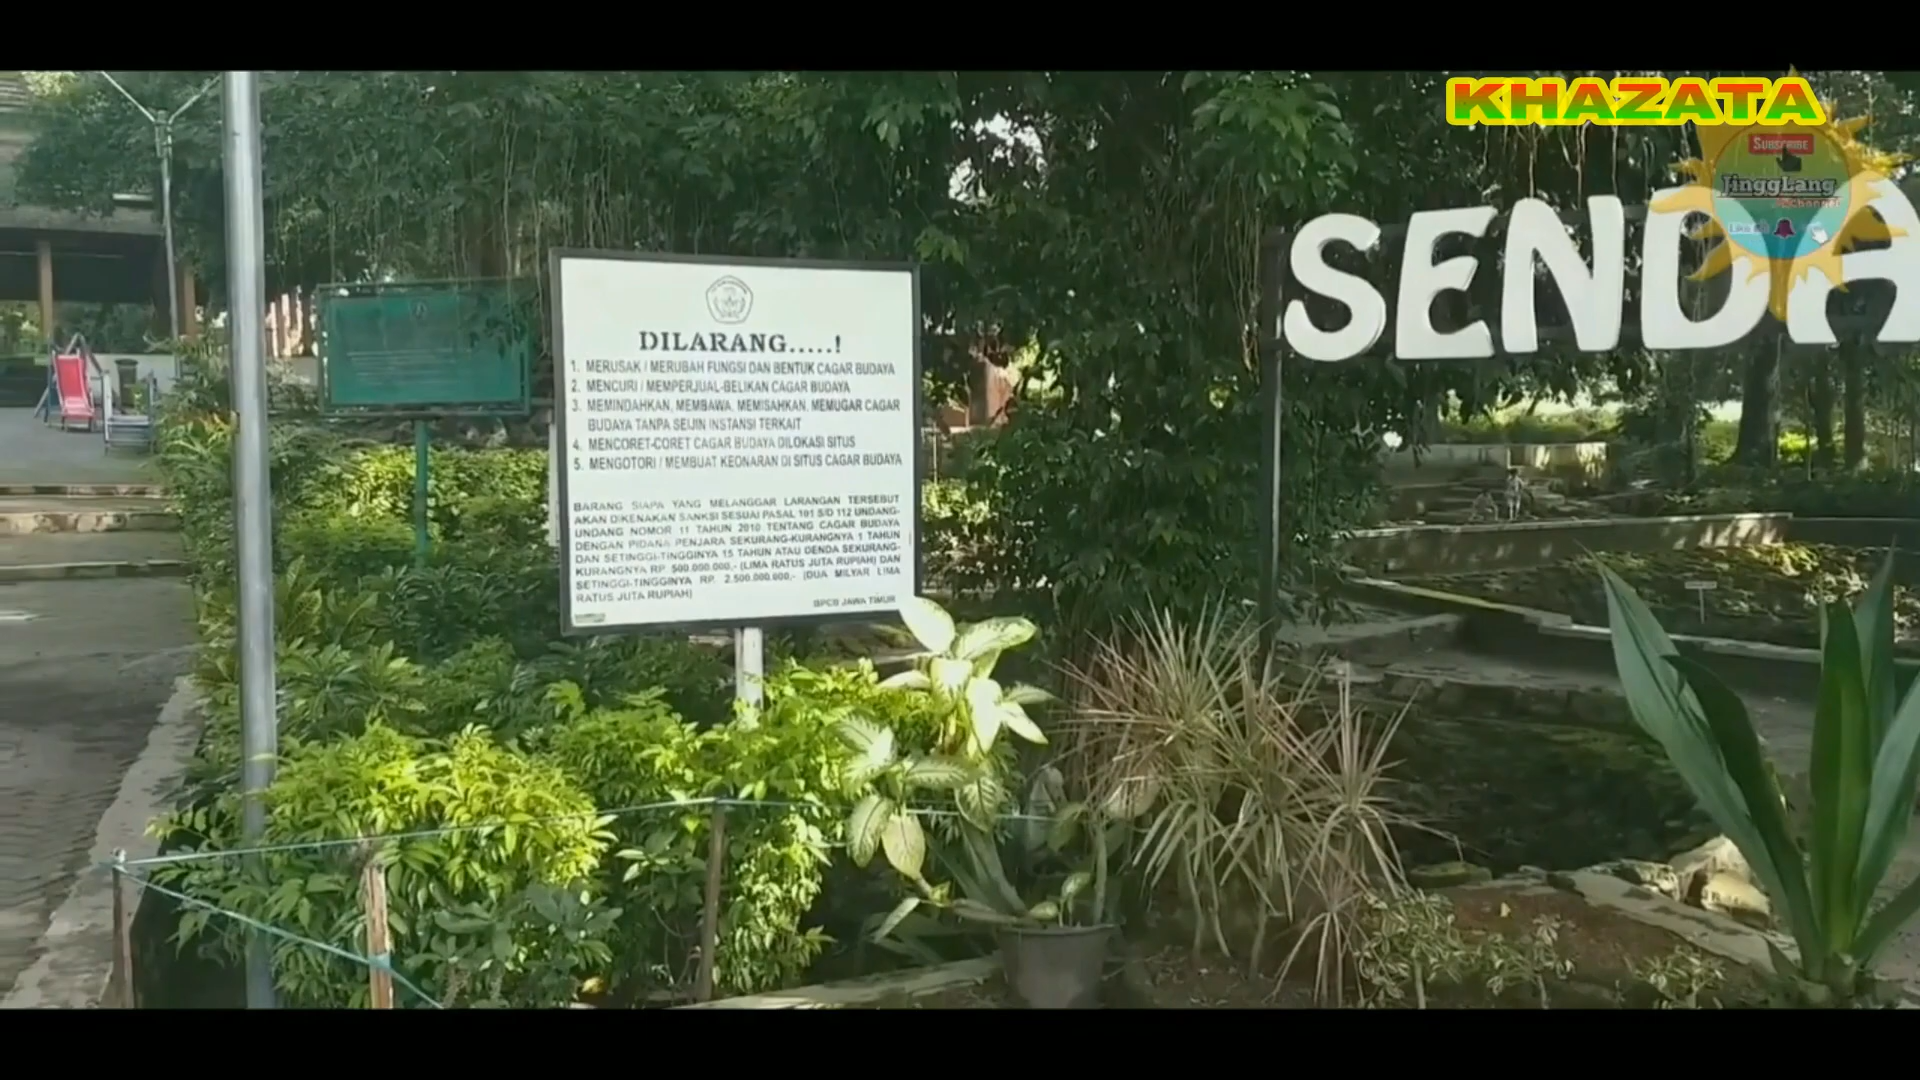 KHAZATA
SUBSCRIBE
JinggLang
Channel
SENDA
DILARANG.....!
1. MERUSAK / MERUBAH FUNGSI DAN BENTUK CAGAR BUDAYA
2. MENCURI / MEMPERJUAL-BELIKAN CAGAR BUDAYA
3. MEMINDAHKAN, MEMBAWA, MEMISAHKAN, MEMUGAR CAGAR
BUDAYA TANPA SEIJIN INSTANSI TERKAIT
4. MENCORET-CORET CAGAR BUDAYA DILOKASI SITUS
5. MENGOTORI / MEMBUAT KEONARAN DI SITUS CAGAR BUDAYA
BARANG SIAPA YANG MELANGGAR LARANGAN TERSEBUT
AKAN DIKENAKAN SANKSI SESUAI PASAL 101 S/D 112 UNDANG-
UNDANG NOMOR 11 TAHUN 2010 TENTANG CAGAR BUDAYA
DENGAN PIDANA PENJARA SEKURANG-KURANGNYA 1 TAHUN
DAN SETINGGI-TINGGINYA 15 TAHUN ATAU DENDA SEKURANG-
KURANGNYA RP 500.000.000,- (LIMA RATUS JUTA RUPIAH) DAN
SETINGGI-TINGGINYA RP. 2.500.000.000,- (DUA MILYAR LIMA
RATUS JUTA RUPIAH)
BPCB JAWA TIMUR